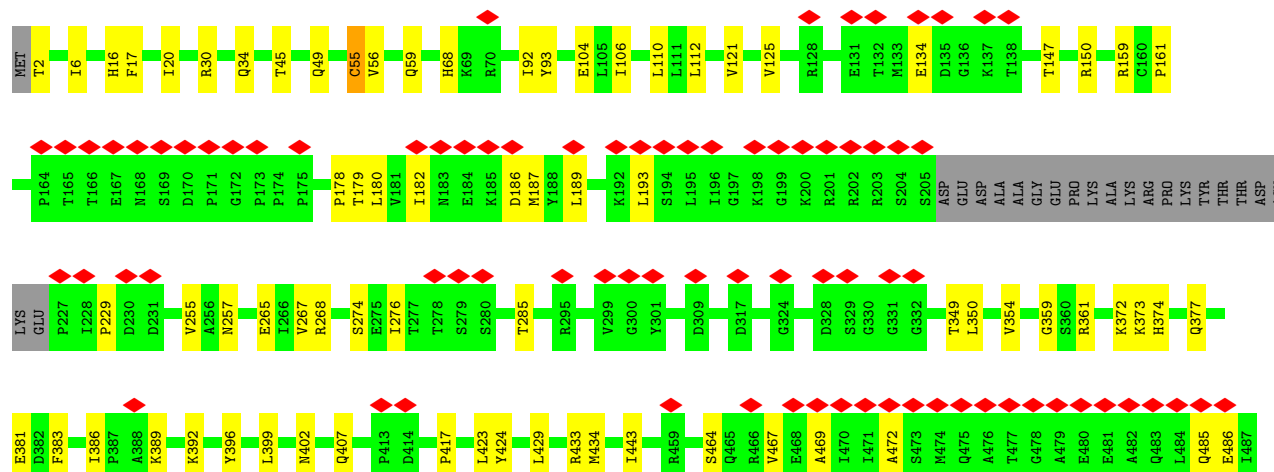 MET T2 I6 H16 F17 I20 R30 Q34 T45 Q49 C55 V56 Q59 H68 K69 R70 I92 Y93 E104 L105 I106 L110 L111 L112 V121 V125 R128 E131 T132 M133 E134 D135 G136 K137 T138 T147 R150 R159 C160 P161
P164 T165 T166 E167 N168 S169 D170 P171 G172 P173 P174 P175 P178 T179 L180 V181 I182 N183 E184 K185 D186 M187 Y188 L189 K192 L193 S194 L195 I196 G197 K198 G199 K200 R201 R202 R203 S204 S205 ASP GLU ASP ALA ALA GLY GLU PRO LYS ALA LYS ARG PRO LYS TYR THR THR ASP
LYS GLU P227 I228 P229 D230 D231 V255 A256 N257 E265 I266 V267 R268 S274 E275 I276 T277 T278 S279 S280 T285 R295 V299 G300 Y301 D309 D317 G324 D328 S329 G330 G331 G332 T349 L350 V354 G359 S360 R361 K372 K373 H374 Q377
E381 D382 F383 I386 P387 A388 K389 K392 Y396 L399 N402 Q407 P413 D414 P417 L423 Y424 L429 R433 M434 I443 R459 S464 Q465 R466 V467 E468 A469 I470 I471 A472 S473 M474 Q475 A476 T477 G478 A479 E480 E481 A482 Q483 L484 Q485 E486 I487